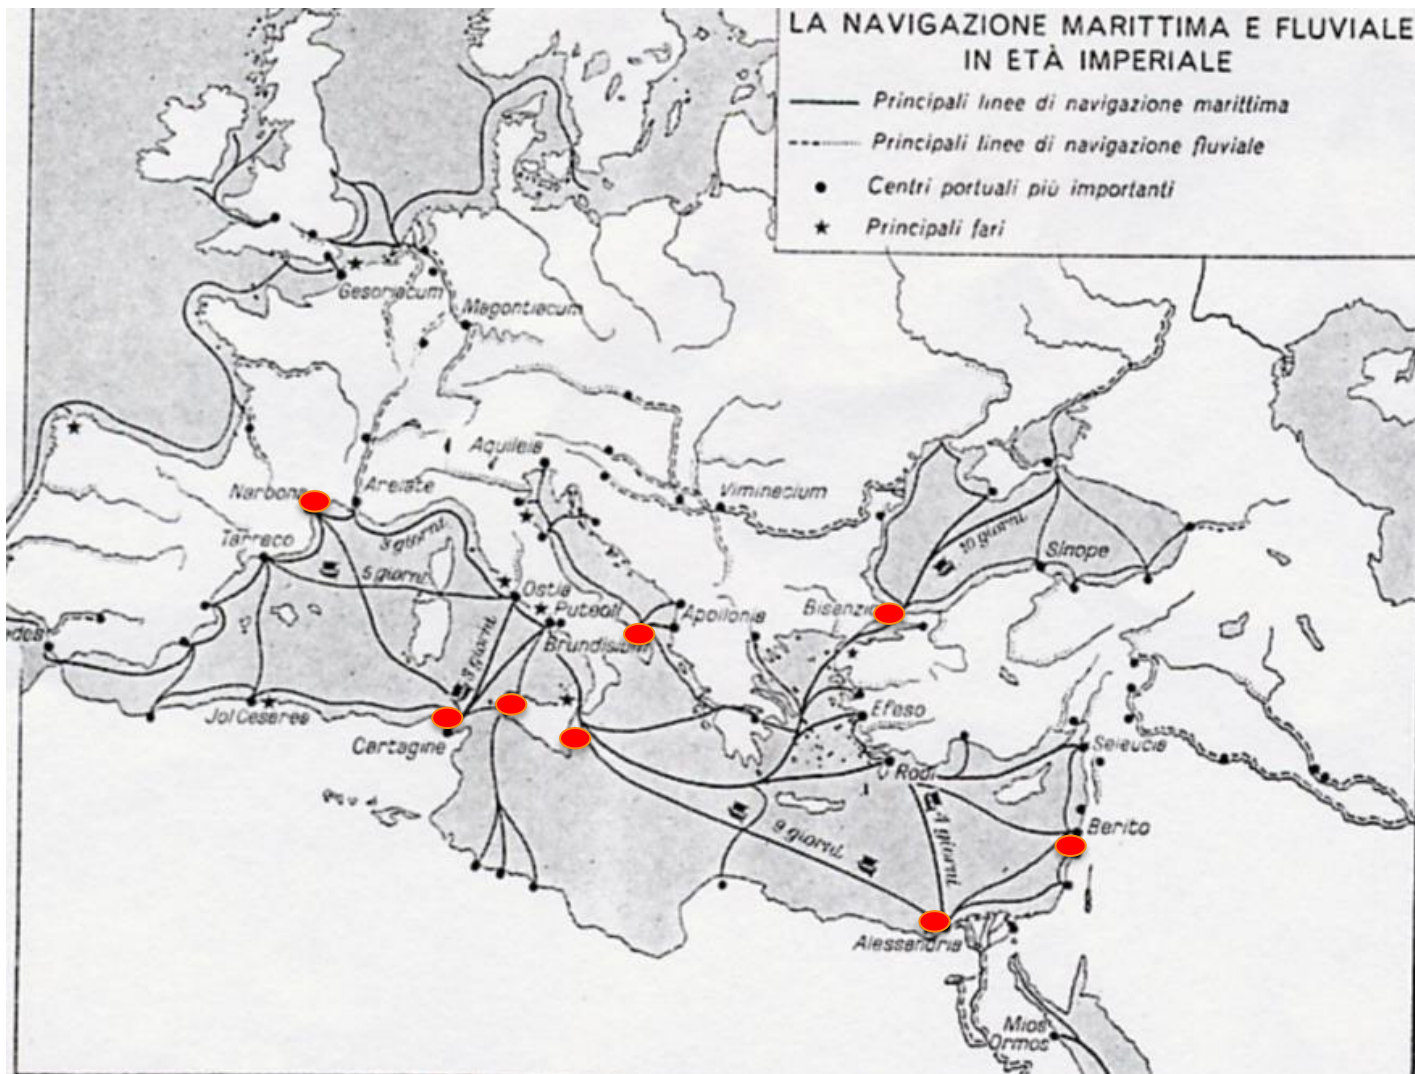 LA NAVIGAZIONE MARITTIMA E FLUVIALE
IN ETÀ IMPERIALE
Principali linee di navigazione marittima
Principali linee di navigazione fluviale
Centri portuali più importanti
Principali fari
Gesoriacum
Magontiacum
Aquileia
Narbona
Arelate
Viminacium
3 giorni.
10 giorni.
Tarraco
5 giorni.
Sinope
Ostia
Puteoli
Apollonia
Bisanzio
Brundisium
3 giorni.
Jol Cesarea
Efeso
Cartagine
Seleucia
Rodi
9 giorni.
4 giorni
Berito
Alessandria
Mios
Ormos